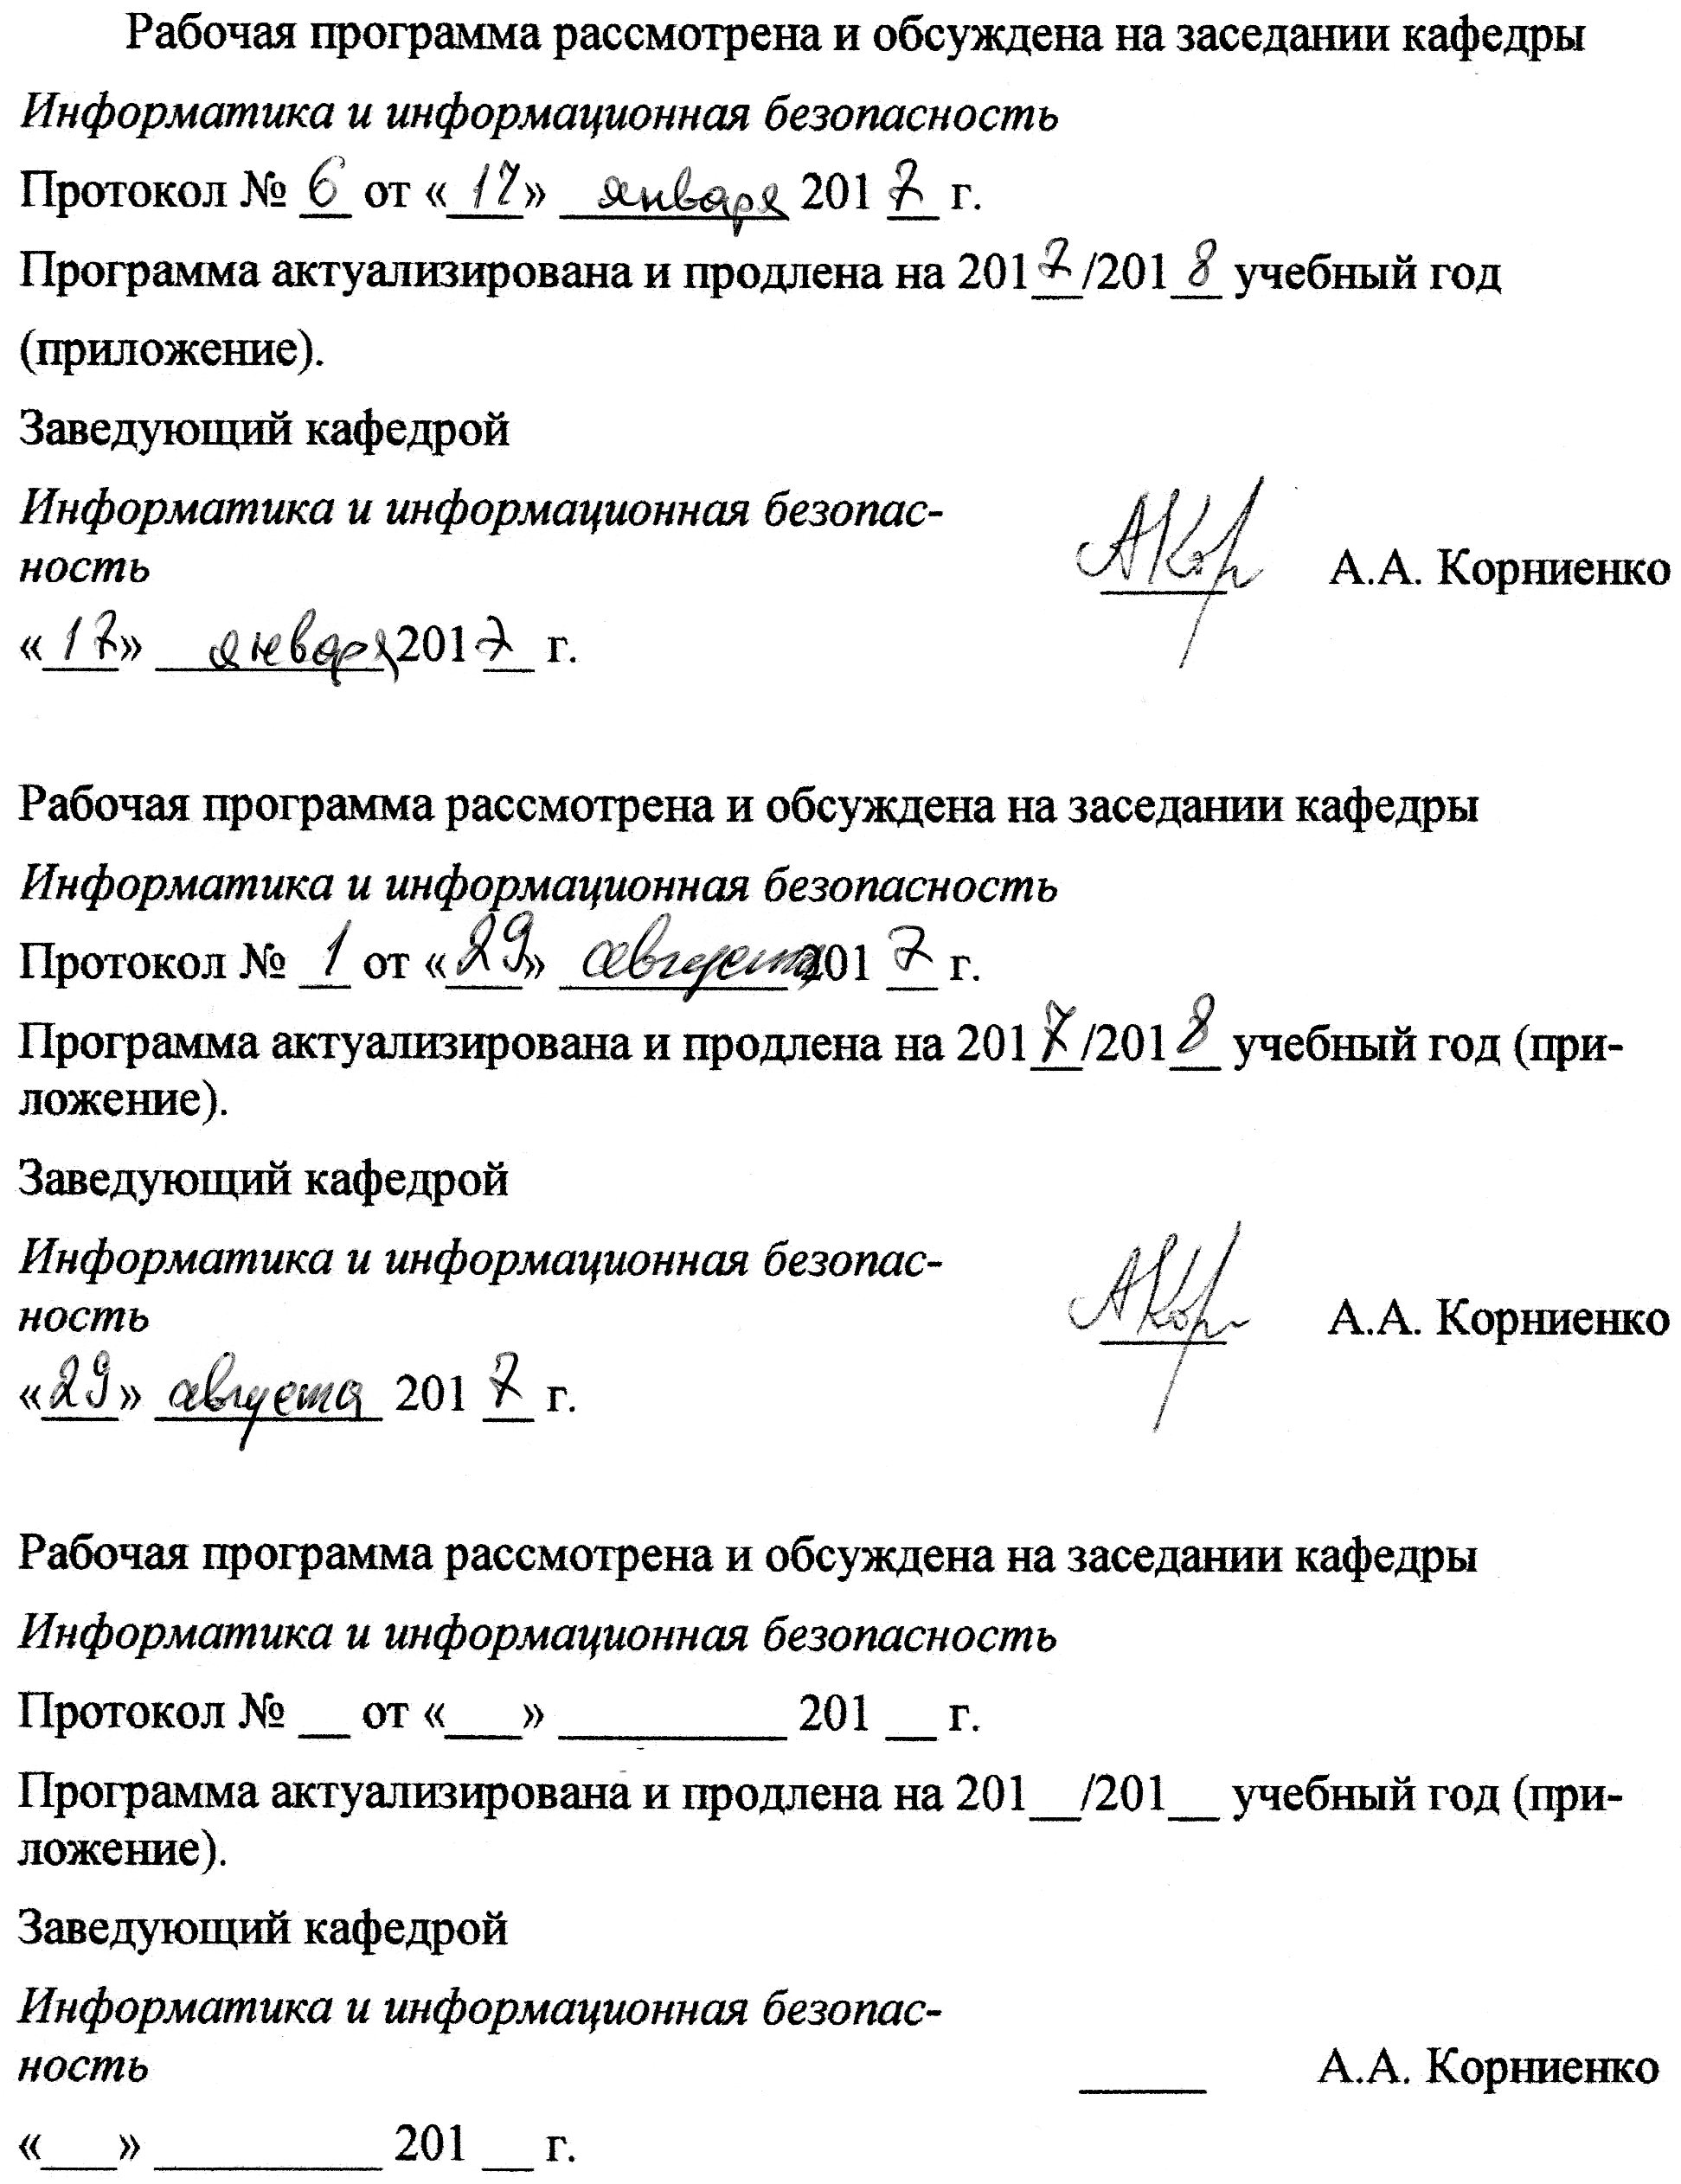 Рабочая программа рассмотрена и обсуждена на заседании кафедры
Информатика и информационная безопасность
Протокол № 6 от «17» января 2017 г.
Программа актуализирована и продлена на 2017/2018 учебный год
(приложение).
Заведующий кафедрой
Информатика и информационная безопас-
ность АКор А.А. Корниенко
«17» января 2017 г.
Рабочая программа рассмотрена и обсуждена на заседании кафедры
Информатика и информационная безопасность
Протокол № 1 от «29» августа 2017 г.
Программа актуализирована и продлена на 2017/2018 учебный год (при-
ложение).
Заведующий кафедрой
Информатика и информационная безопас-
ность АКор А.А. Корниенко
«29» августа 2017 г.
Рабочая программа рассмотрена и обсуждена на заседании кафедры
Информатика и информационная безопасность
Протокол № __ от «___» _________ 201 __ г.
Программа актуализирована и продлена на 201__/201__ учебный год (при-
ложение).
Заведующий кафедрой
Информатика и информационная безопас-
ность _____ А.А. Корниенко
«___» _________ 201 __ г.